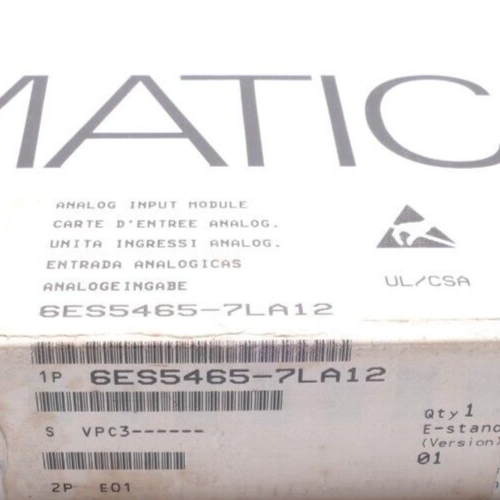 MATIC
ANALOG INPUT MODULE
CARTE D'ENTREE ANALOG.
UNITA INGRESSI ANALOG.
ENTRADA ANALOGICAS
ANALOGEINGABE
UL/CSA
6ES5465-7LA12
1P 6ES5465-7LA12
Qty 1
S VPC3------
E-stand
(Version)
01
2P E01